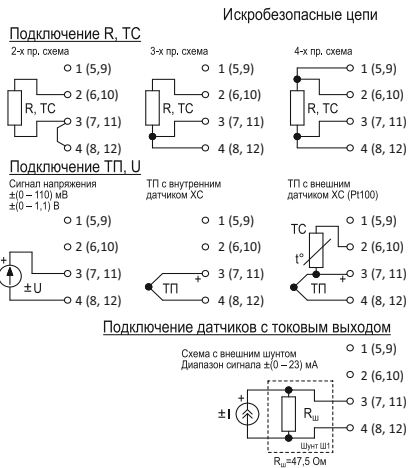 Искробезопасные цепи
Подключение R, ТС
2-х пр. схема
3-х пр. схема
4-х пр. схема
1 (5,9)
1 (5,9)
1 (5,9)
2 (6,10)
2 (6,10)
2 (6,10)
R, ТС
R, ТС
R, ТС
3 (7, 11)
3 (7, 11)
3 (7, 11)
4 (8, 12)
4 (8, 12)
4 (8, 12)
Подключение ТП, U
Сигнал напряжения
±(0 – 110) мВ
±(0 – 1,1) В
ТП с внутренним
датчиком ХС
ТП с внешним
датчиком ХС (Pt100)
1 (5,9)
1 (5,9)
1 (5,9)
ТС
2 (6,10)
2 (6,10)
2 (6,10)
t°
+
3 (7, 11)
+
3 (7, 11)
+
3 (7, 11)
± U
ТП
ТП
4 (8, 12)
4 (8, 12)
4 (8, 12)
Подключение датчиков с токовым выходом
Схема с внешним шунтом
Диапазон сигнала ±(0 – 23) мА
1 (5,9)
2 (6,10)
3 (7, 11)
±I
Rш
4 (8, 12)
Шунт Ш1
Rш=47,5 Ом